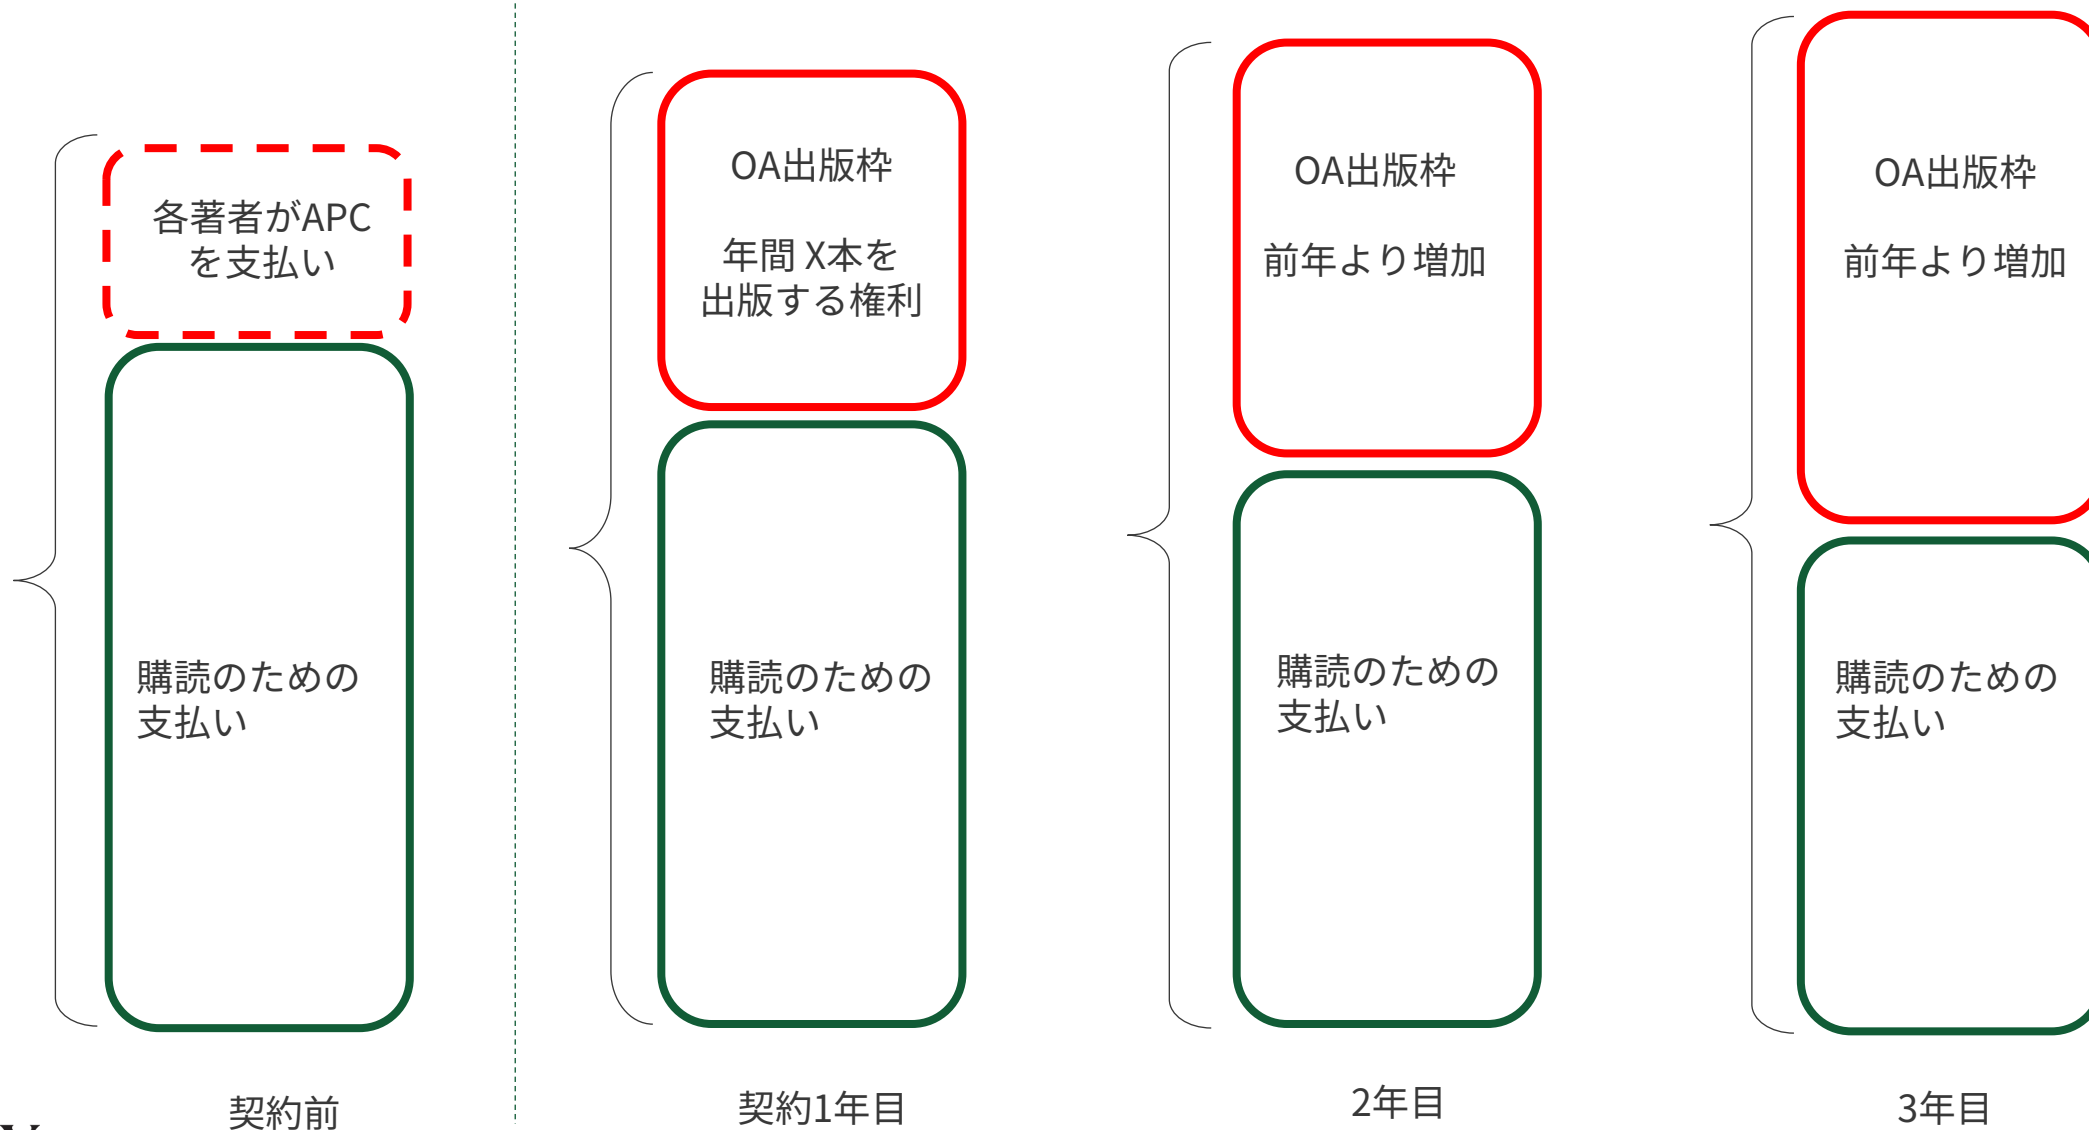 各著者がAPC
を支払い
購読のための
支払い
契約前
OA出版枠
年間 X本を
出版する権利
購読のための
支払い
契約1年目
OA出版枠
前年より増加
購読のための
支払い
2年目
OA出版枠
前年より増加
購読のための
支払い
3年目